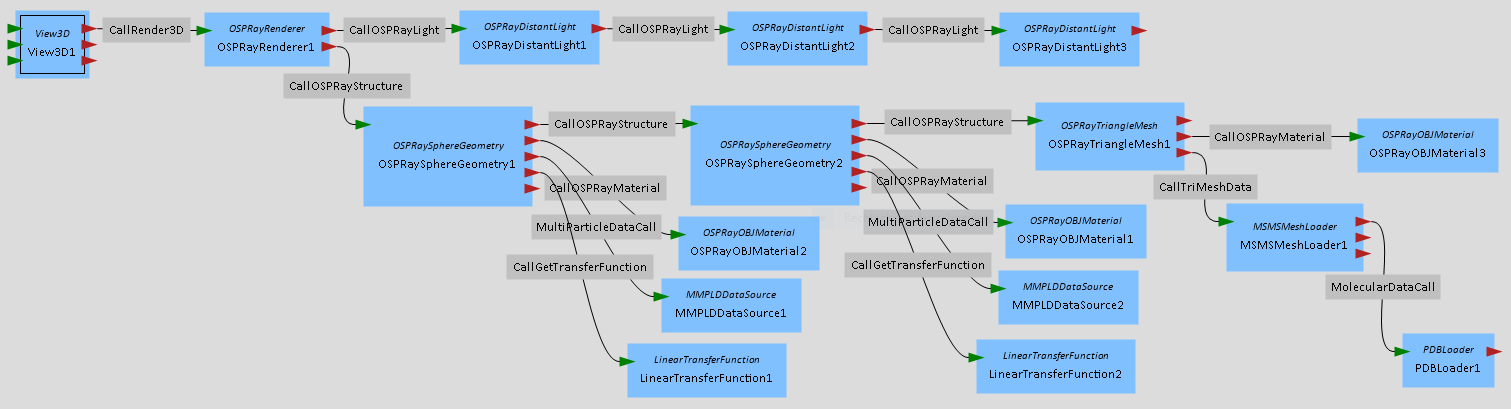 View3D
View3D1
CallRender3D
OSPRayRenderer
OSPRayRenderer1
CallOSPRayLight
OSPRayDistantLight
OSPRayDistantLight1
CallOSPRayLight
OSPRayDistantLight
OSPRayDistantLight2
CallOSPRayLight
OSPRayDistantLight
OSPRayDistantLight3
CallOSPRayStructure
OSPRaySphereGeometry
OSPRaySphereGeometry1
CallOSPRayStructure
OSPRaySphereGeometry
OSPRaySphereGeometry2
CallOSPRayStructure
OSPRayTriangleMesh
OSPRayTriangleMesh1
CallOSPRayMaterial
OSPRayOBJMaterial
OSPRayOBJMaterial3
CallOSPRayMaterial
MultiParticleDataCall
CallGetTransferFunction
OSPRayOBJMaterial
OSPRayOBJMaterial2
MMPLDDataSource
MMPLDDataSource1
LinearTransferFunction
LinearTransferFunction1
CallOSPRayMaterial
MultiParticleDataCall
CallGetTransferFunction
OSPRayOBJMaterial
OSPRayOBJMaterial1
MMPLDDataSource
MMPLDDataSource2
LinearTransferFunction
LinearTransferFunction2
CallTriMeshData
MSMSMeshLoader
MSMSMeshLoader1
MolecularDataCall
PDBLoader
PDBLoader1